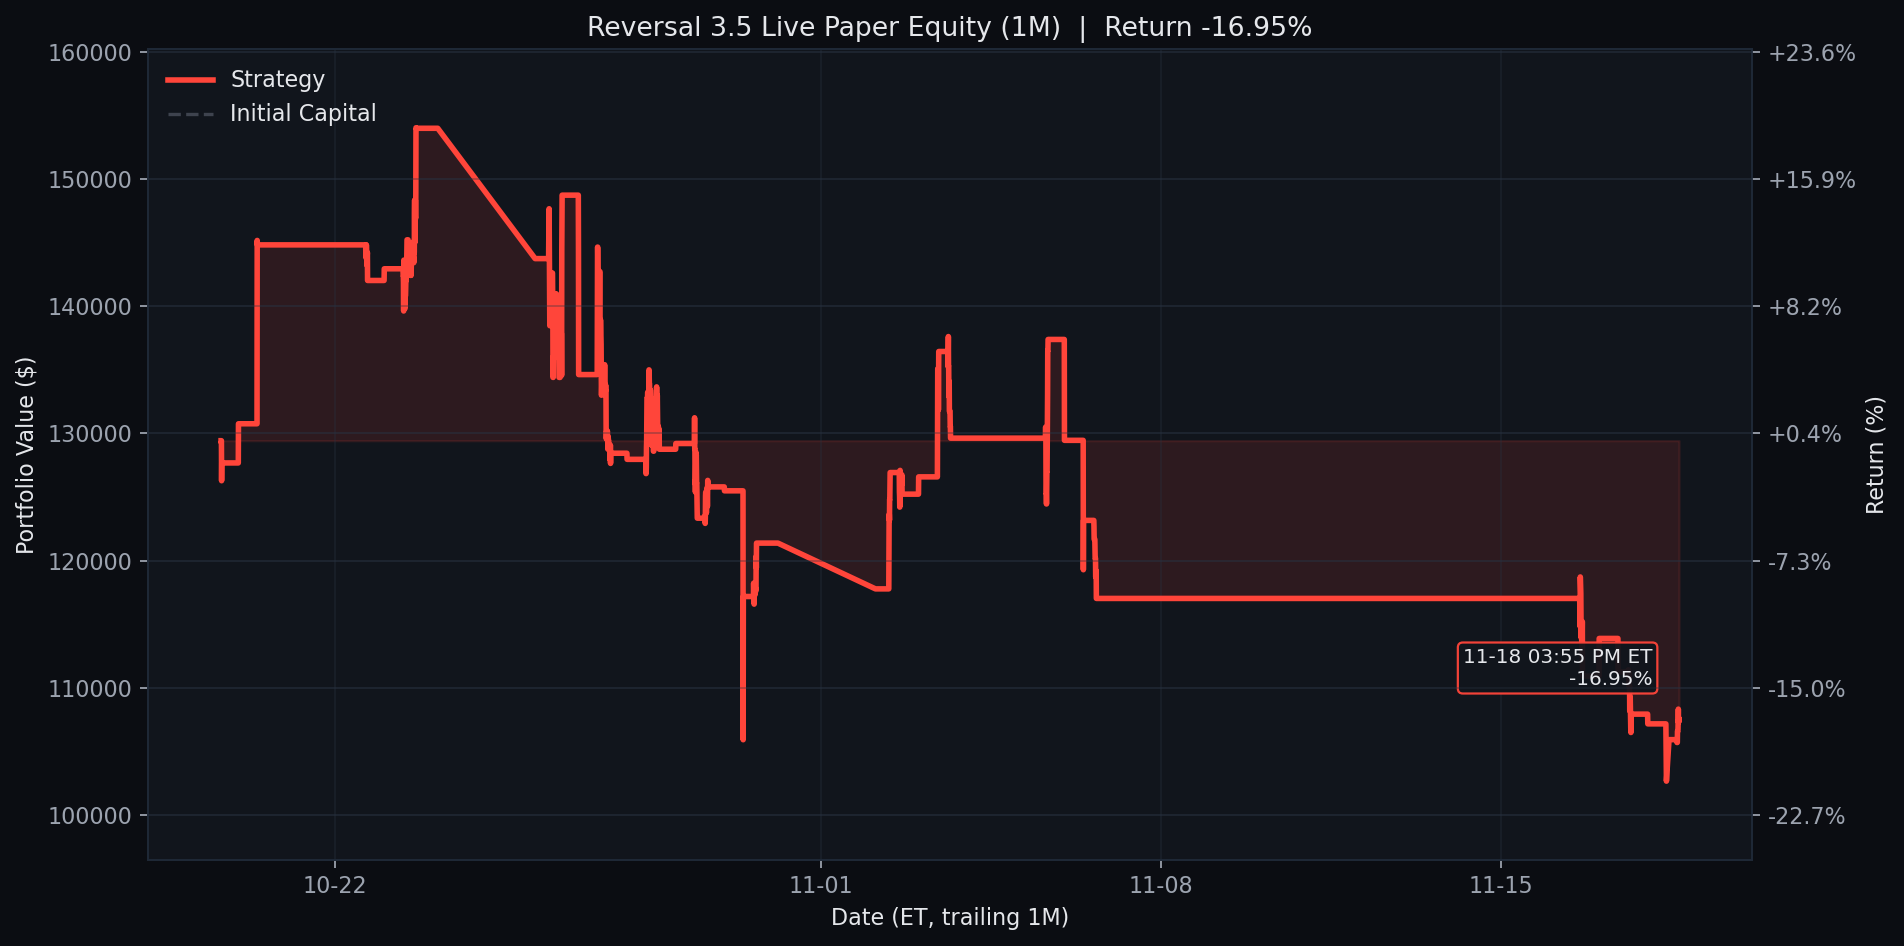 Reversal 3.5 Live Paper Equity (1M)  |  Return -16.95%
Strategy
Initial Capital
Portfolio Value ($)
160000
150000
140000
130000
120000
110000
100000
+23.6%
+15.9%
+8.2%
+0.4%
-7.3%
-15.0%
-22.7%
Return (%)
11-18 03:55 PM ET
-16.95%
10-22
11-01
11-08
11-15
Date (ET, trailing 1M)